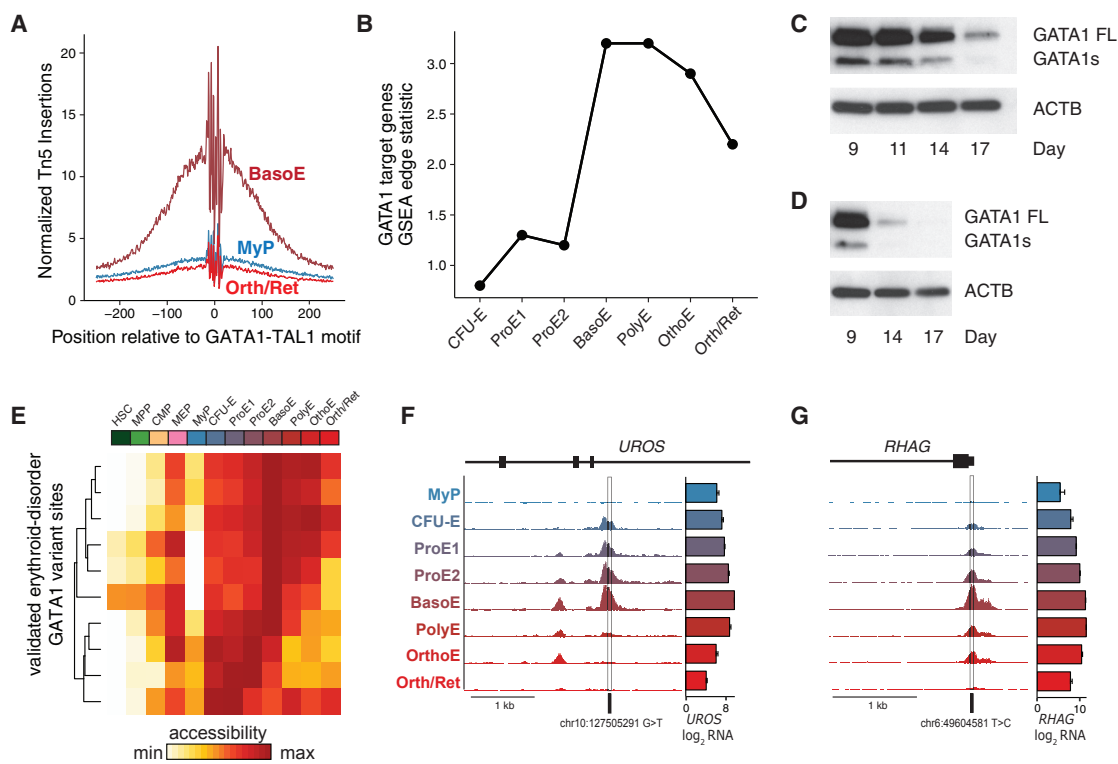 A
20
15
10
5
0
Normalized Tn5 Insertions
BasoE
MyP
Orth/Ret
−200
−100
0
100
200
Position relative to GATA1-TAL1 motif
B
3.0
2.5
2.0
1.5
1.0
GATA1 target genes
GSEA edge statistic
CFU-E
ProE1
ProE2
BasoE
PolyE
OthoE
Orth/Ret
C
GATA1 FL
GATA1s
ACTB
9 11 14 17 Day
D
GATA1 FL
GATA1s
ACTB
9 14 17 Day
E
HSC
MPP
CMP
MEP
MyP
CFU-E
ProE1
ProE2
BasoE
PolyE
OthoE
Orth/Ret
validated erythroid-disorder
GATA1 variant sites
accessibility
min max
F
UROS
MyP
CFU-E
ProE1
ProE2
BasoE
PolyE
OrthoE
Orth/Ret
1 kb
chr10:127505291 G>T
0 8
UROS
log2 RNA
G
RHAG
1 kb
chr6:49604581 T>C
0 10
RHAG
log2 RNA